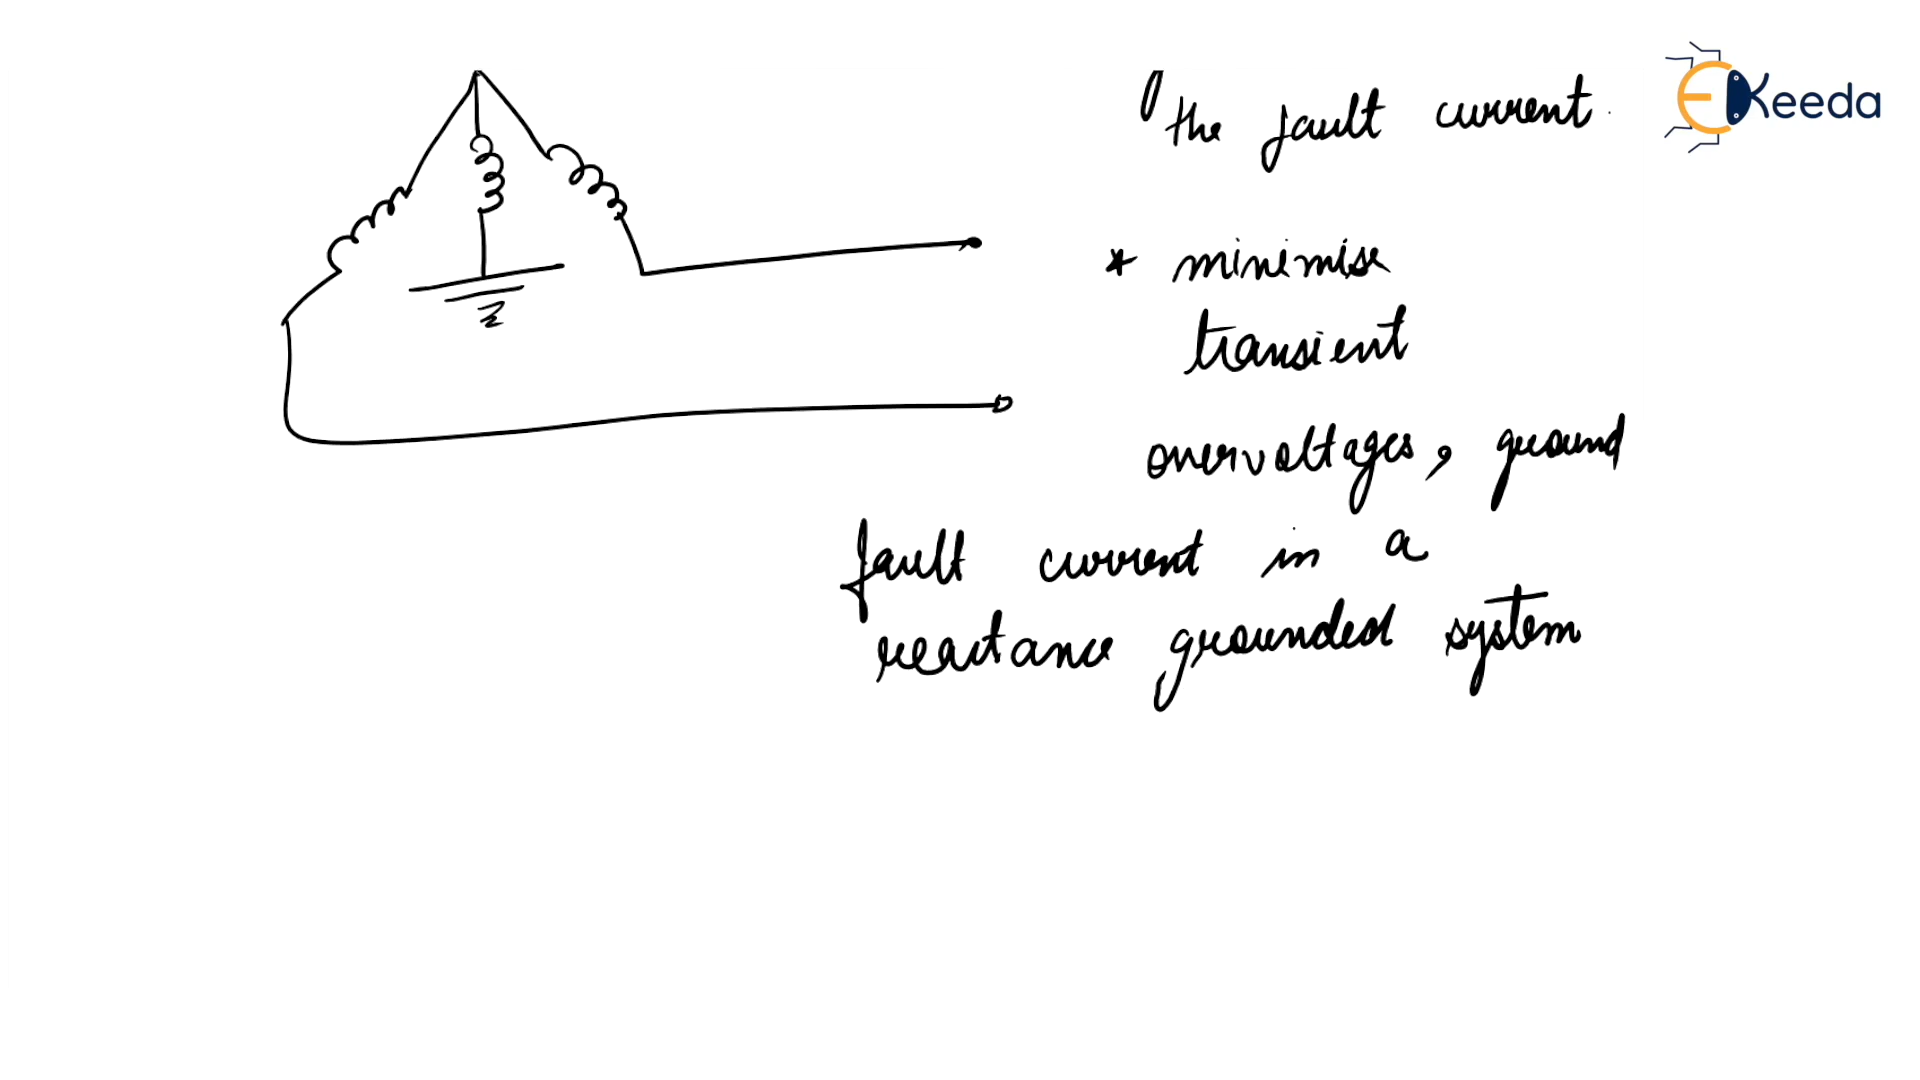 the fault current
EKeeda
* minimise
transient
overvoltages, ground
fault current in a
reactance grounded system